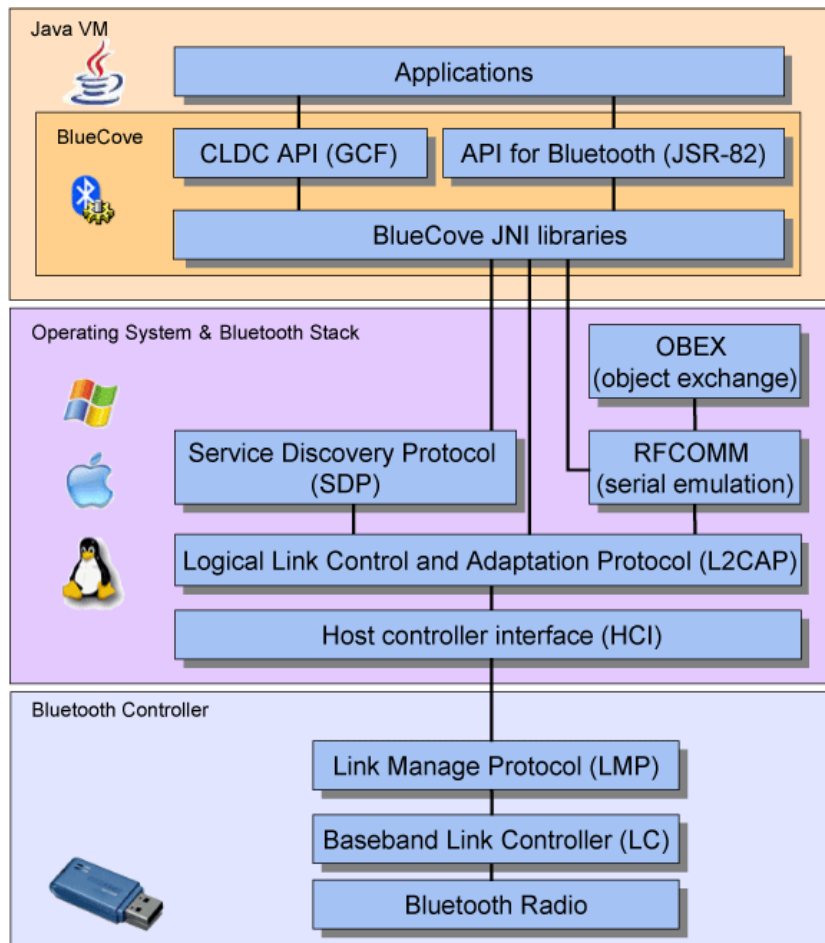 Java VM
Applications
BlueCove
CLDC API (GCF)
API for Bluetooth (JSR-82)
BlueCove JNI libraries
Operating System & Bluetooth Stack
OBEX
(object exchange)
Service Discovery Protocol
(SDP)
RFCOMM
(serial emulation)
Logical Link Control and Adaptation Protocol (L2CAP)
Host controller interface (HCI)
Bluetooth Controller
Link Manage Protocol (LMP)
Baseband Link Controller (LC)
Bluetooth Radio